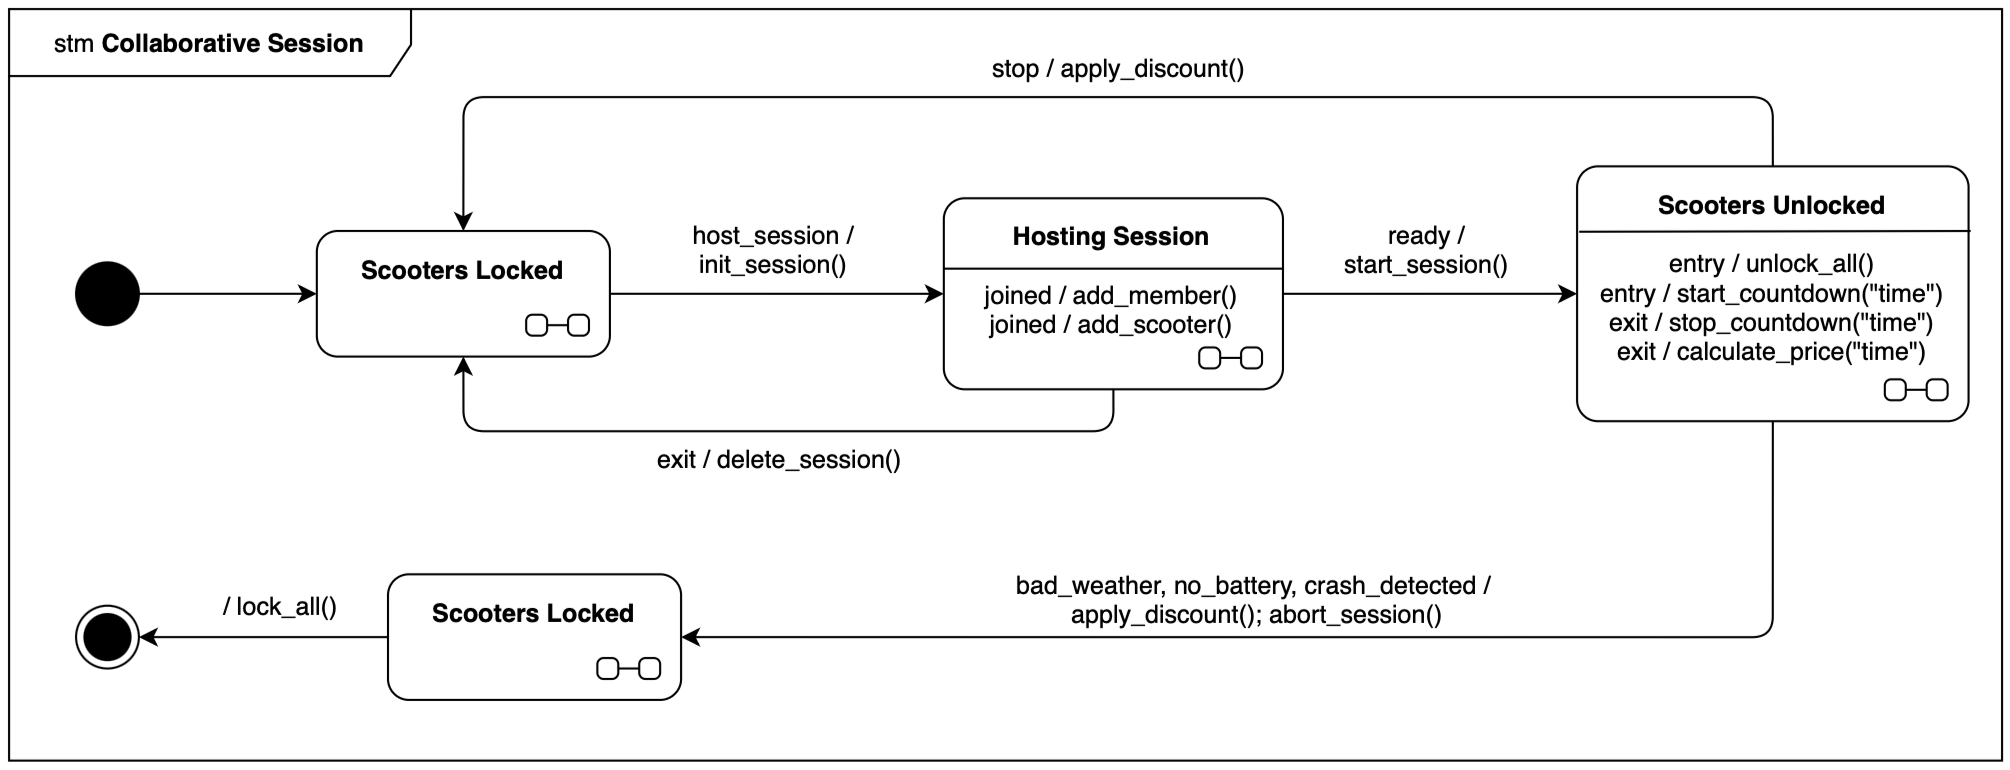 stm Collaborative Session
stop / apply_discount()
Scooters Locked
host_session /
init_session()
Hosting Session
joined / add_member()
joined / add_scooter()
ready /
start_session()
Scooters Unlocked
entry / unlock_all()
entry / start_countdown("time")
exit / stop_countdown("time")
exit / calculate_price("time")
exit / delete_session()
/ lock_all()
Scooters Locked
bad_weather, no_battery, crash_detected /
apply_discount(); abort_session()